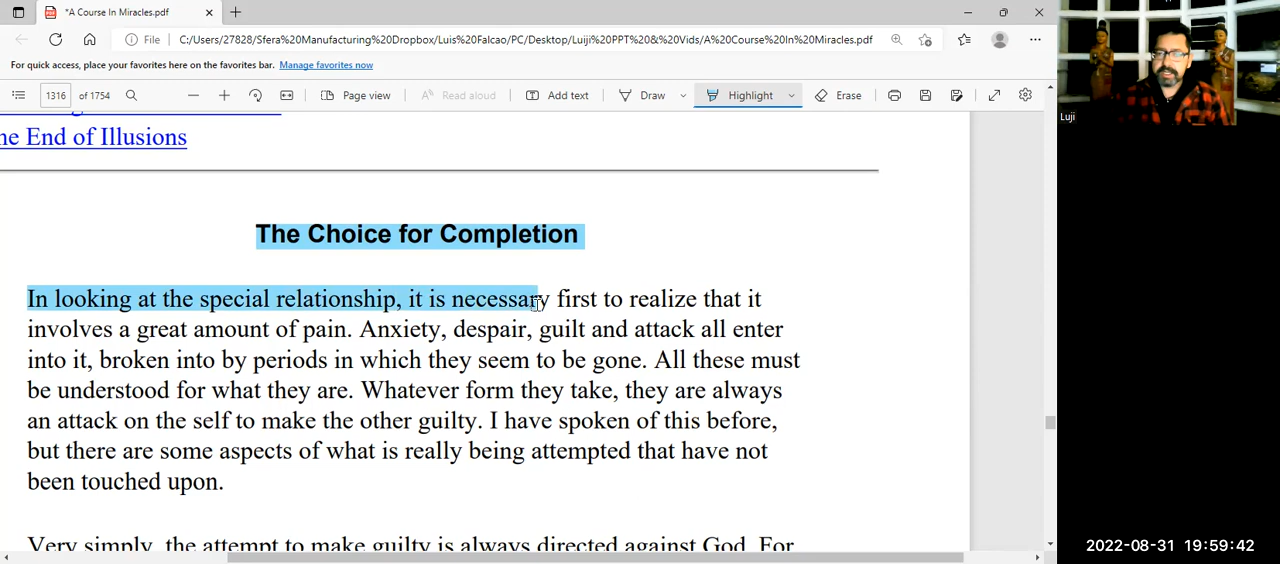 *A Course In Miracles.pdf
File C:/Users/27828/Sfera%20Manufacturing%20Dropbox/Luis%20Prato/PC/Desktop/Luiji%20PPT%20&%20Vids/A%20Course%20In%20Miracles.pdf
For quick access, place your favorites here on the favorites bar. Manage favorites now
1316 of 1754 Page view Read aloud Add text Draw Highlight Erase
he End of Illusions
The Choice for Completion
In looking at the special relationship, it is necessary first to realize that it
involves a great amount of pain. Anxiety, despair, guilt and attack all enter
into it, broken into by periods in which they seem to be gone. All these must
be understood for what they are. Whatever form they take, they are always
an attack on the self to make the other guilty. I have spoken of this before,
but there are some aspects of what is really being attempted that have not
been touched upon.
Very simply, the attempt to make guilty is always directed against God. For
Luji
2022-08-31 19:59:42